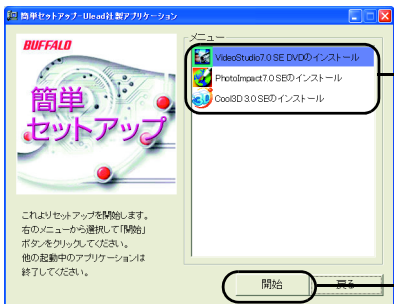 簡単セットアップ-Ulead社製アプリケーション
BUFFALO
簡単
セットアップ
これよりセットアップを開始します。
右のメニューから選択して「開始」
ボタンをクリックしてください。
他の起動中のアプリケーションは
終了してください。
メニュー
VideoStudio7.0 SE DVDのインストール
PhotoImpact7.0 SEのインストール
Cool3D 3.0 SEのインストール
開始
戻る